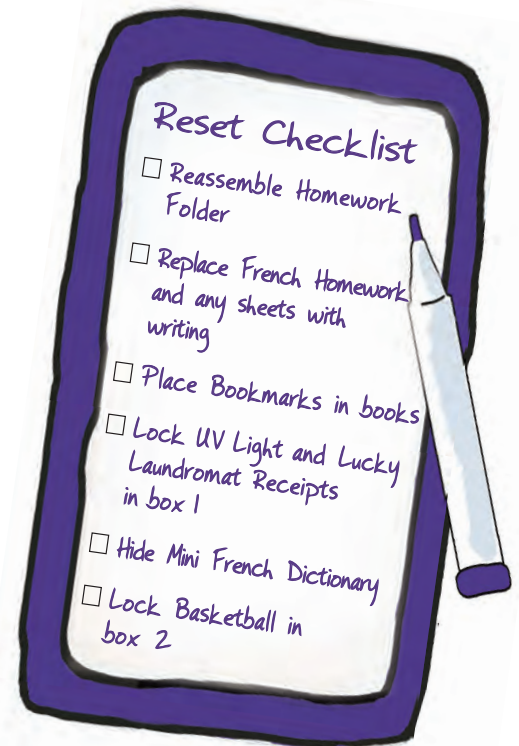 Reset Checklist
Reassemble Homework
Folder
Replace French Homework
and any sheets with
writing
Place Bookmarks in books
Lock UV Light and Lucky
Laundromat Receipts
in box 1
Hide Mini French Dictionary
Lock Basketball in
box 2